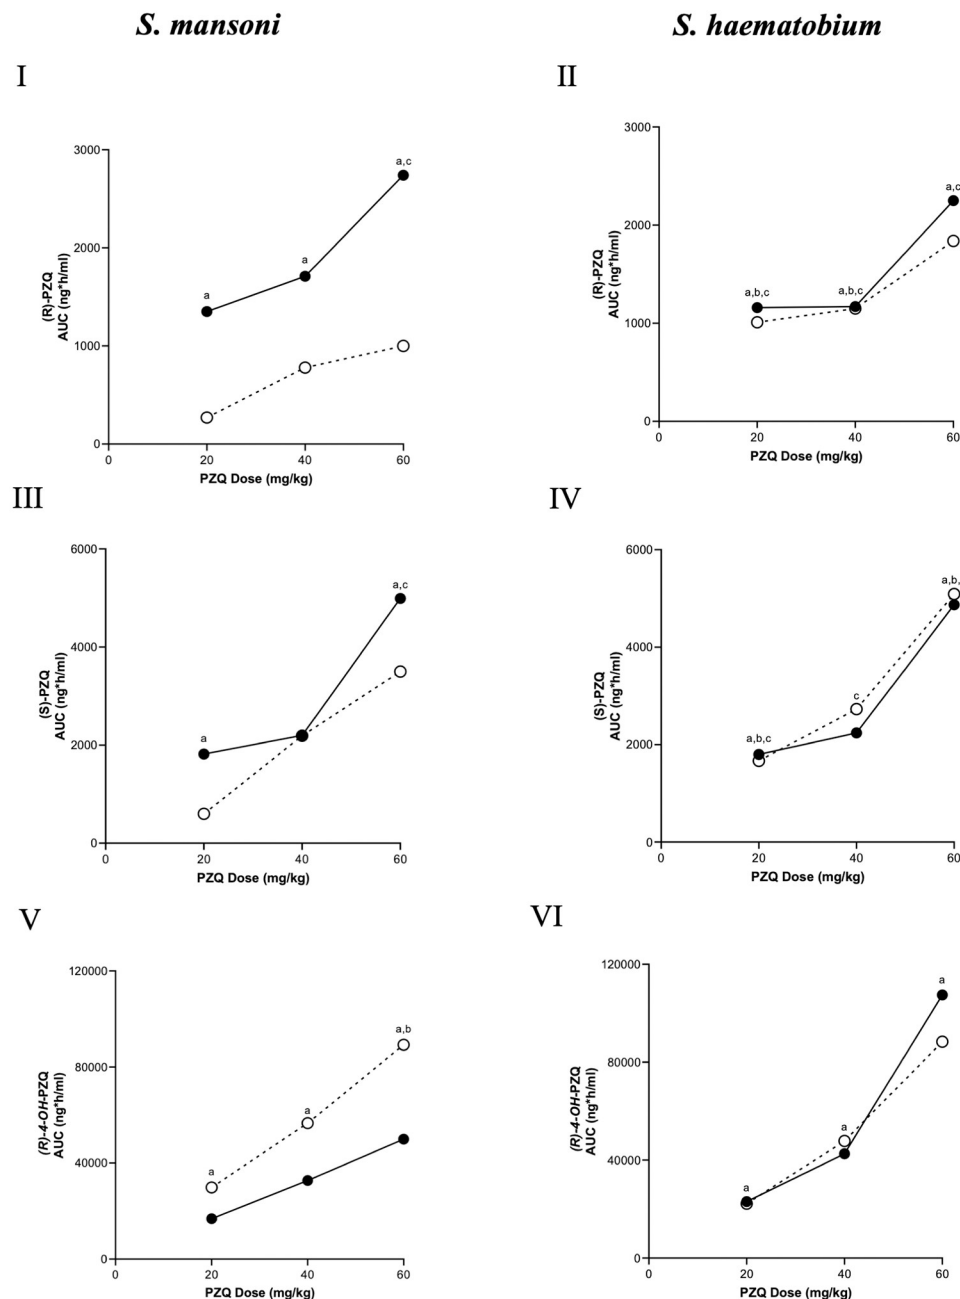 S. mansoni
S. haematobium
I
3000
2000
1000
0
0
20
40
60
(R)-PZQ
AUC (ng*h/ml)
PZQ Dose (mg/kg)
a
a
a,c
II
3000
2000
1000
0
0
20
40
60
(R)-PZQ
AUC (ng*h/ml)
PZQ Dose (mg/kg)
a,b,c
a,b,c
a,c
III
6000
4000
2000
0
0
20
40
60
(S)-PZQ
AUC (ng*h/ml)
PZQ Dose (mg/kg)
a
a,c
IV
6000
4000
2000
0
0
20
40
60
(S)-PZQ
AUC (ng*h/ml)
PZQ Dose (mg/kg)
a,b,c
c
a,b,
V
120000
80000
40000
0
0
20
40
60
(R)-4-OH-PZQ
AUC (ng*h/ml)
PZQ Dose (mg/kg)
a
a
a,b
VI
120000
80000
40000
0
0
20
40
60
(R)-4-OH-PZQ
AUC (ng*h/ml)
PZQ Dose (mg/kg)
a
a
a